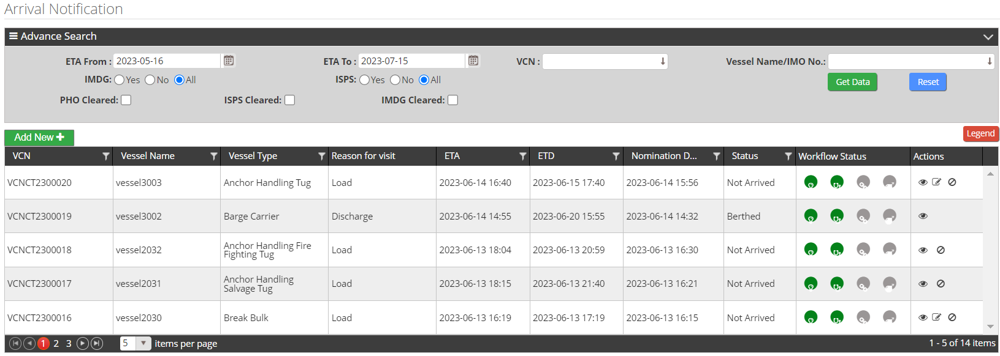 Arrival Notification
Advance Search
ETA From : 2023-05-16 ETA To : 2023-07-15 VCN : Vessel Name/IMO No.:
IMDG: Yes No All ISPS: Yes No All Get Data Reset
PHO Cleared: ISPS Cleared: IMDG Cleared:
Add New Legend
VCN Vessel Name Vessel Type Reason for visit ETA ETD Nomination D... Status Workflow Status Actions
VCNCT2300020 vessel3003 Anchor Handling Tug Load 2023-06-14 16:40 2023-06-15 17:40 2023-06-14 15:56 Not Arrived
VCNCT2300019 vessel3002 Barge Carrier Discharge 2023-06-14 14:55 2023-06-20 15:55 2023-06-14 14:32 Berthed
VCNCT2300018 vessel2032 Anchor Handling Fire Fighting Tug Load 2023-06-13 18:04 2023-06-13 20:59 2023-06-13 16:30 Not Arrived
VCNCT2300017 vessel2031 Anchor Handling Salvage Tug Load 2023-06-13 18:15 2023-06-13 21:40 2023-06-13 16:21 Not Arrived
VCNCT2300016 vessel2030 Break Bulk Load 2023-06-13 16:19 2023-06-13 17:19 2023-06-13 16:15 Not Arrived
1 2 3 5 items per page 1 - 5 of 14 items